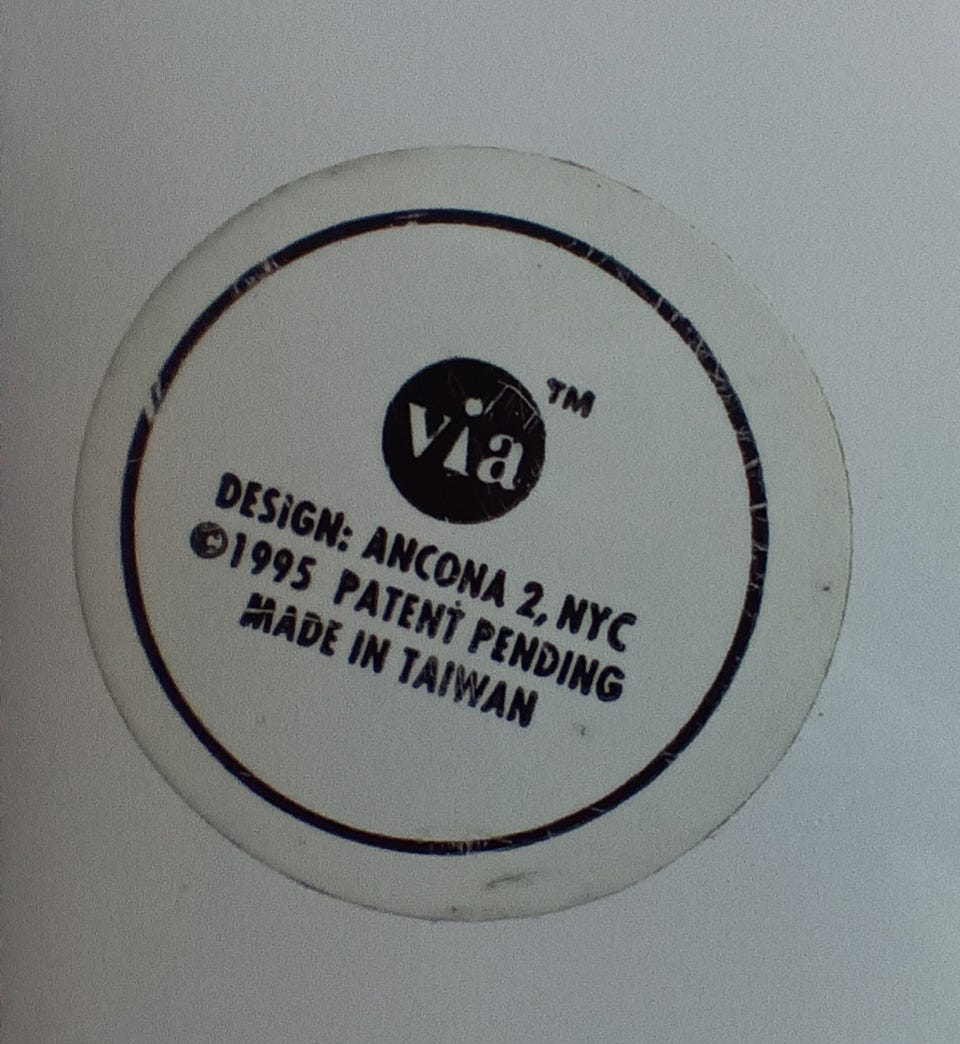 via™
DESiGN: ANCONA 2, NYC
©1995 PATENT PENDING
MADE IN TAIWAN